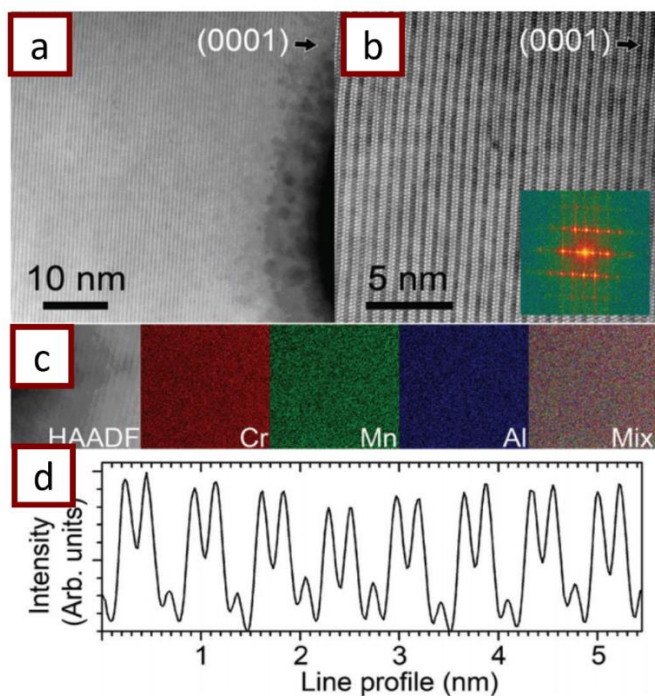 a
(0001)
b
(0001)
10 nm
5 nm
c
HAADF
Cr
Mn
Al
Mix
d
Intensity
(Arb. units)
1
2
3
4
5
Line profile (nm)